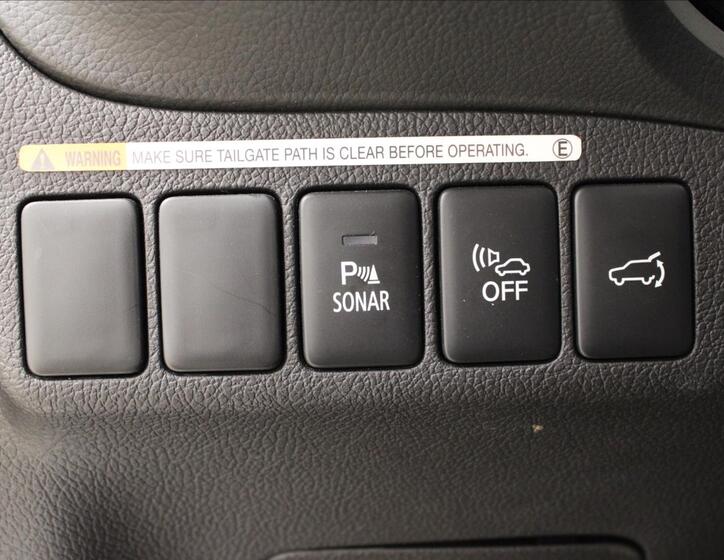 WARNING MAKE SURE TAILGATE PATH IS CLEAR BEFORE OPERATING. E
P
SONAR
OFF